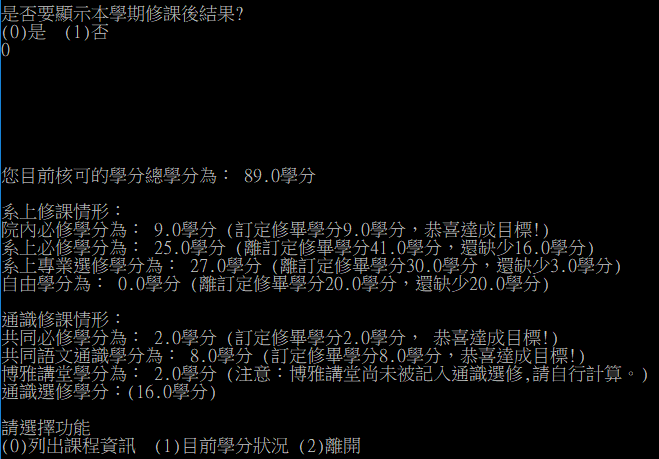 是否要顯示本學期修課後結果?
(0)是  (1)否
0
您目前核可的學分總學分為： 89.0學分
系上修課情形：
院內必修學分為： 9.0學分 (訂定修畢學分9.0學分，恭喜達成目標!)
系上必修學分為： 25.0學分 (離訂定修畢學分41.0學分，還缺少16.0學分)
系上專業選修學分為： 27.0學分 (離訂定修畢學分30.0學分，還缺少3.0學分)
自由學分為： 0.0學分 (離訂定修畢學分20.0學分，還缺少20.0學分)
通識修課情形：
共同必修學分為： 2.0學分 (訂定修畢學分2.0學分， 恭喜達成目標!)
共同語文通識學分為： 8.0學分 (訂定修畢學分8.0學分，恭喜達成目標!)
博雅講堂學分為： 2.0學分 (注意：博雅講堂尚未被記入通識選修,請自行計算。)
通識選修學分：(16.0學分)
請選擇功能
(0)列出課程資訊  (1)目前學分狀況 (2)離開